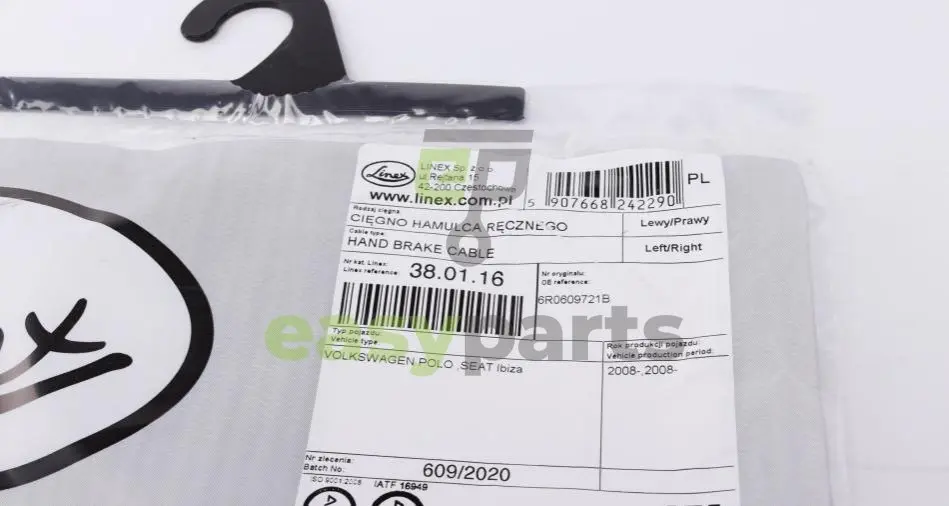 Linex
LINEX Sp. z o.o.
ul. Rejtana 15
42-200 Częstochowa
www.linex.com.pl
5 907668 242290
PL
Rodzaj cięgna
CIĘGNO HAMULCA RĘCZNEGO
Lewy/Prawy
Cable type
HAND BRAKE CABLE
Left/Right
Nr kat. Linex:
Linex reference:
38.01.16
Nr oryginału:
OE reference:
6R0609721B
easyparts
Typ pojazdu
Vehicle type
VOLKSWAGEN POLO ,SEAT Ibiza
Rok produkcji pojazdu
Vehicle production period:
2008-,2008-
Nr zlecenia:
Batch No:
609/2020
ISO 9001:2008 IATF 16949
ex